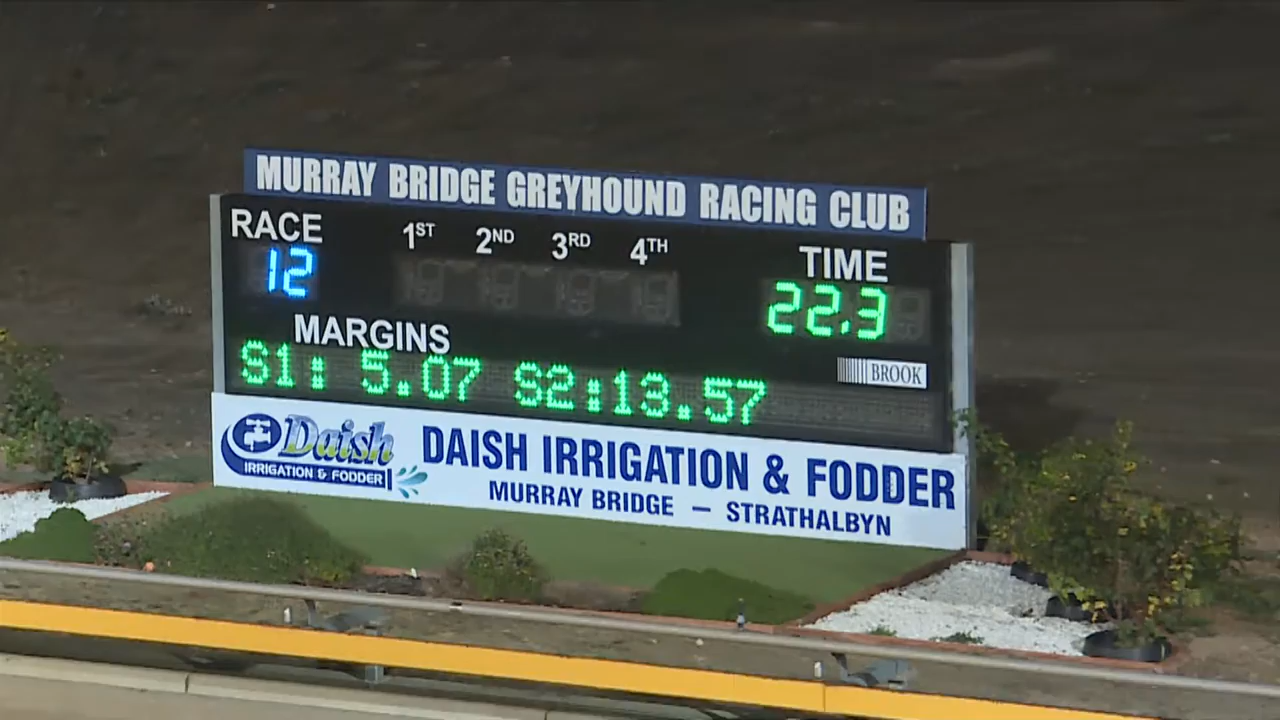 MURRAY BRIDGE GREYHOUND RACING CLUB
RACE 1ST 2ND 3RD 4TH TIME
12 22.3
MARGINS
BROOK
S1: 5.07 S2:13.57
Daish
IRRIGATION & FODDER
DAISH IRRIGATION & FODDER
MURRAY BRIDGE — STRATHALBYN